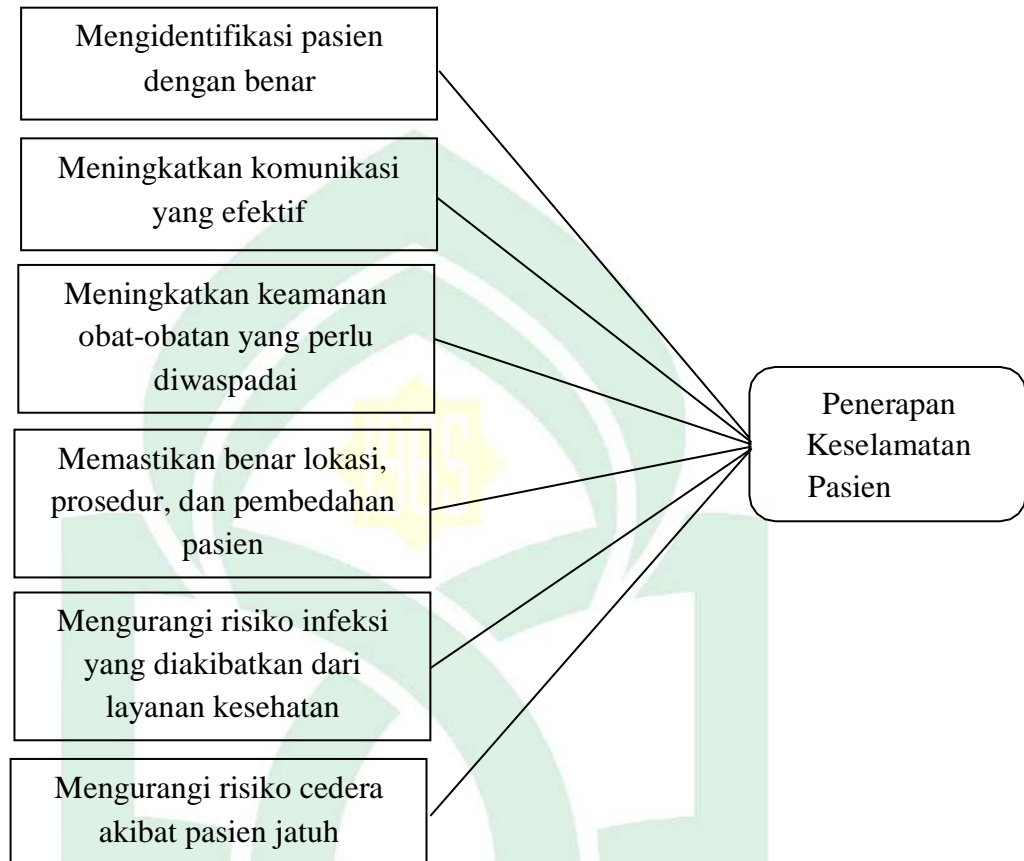 Mengidentifikasi pasien
dengan benar
Meningkatkan komunikasi
yang efektif
Meningkatkan keamanan
obat-obatan yang perlu
diwaspadai
Memastikan benar lokasi,
prosedur, dan pembedahan
pasien
Mengurangi risiko infeksi
yang diakibatkan dari
layanan kesehatan
Mengurangi risiko cedera
akibat pasien jatuh
Penerapan
Keselamatan
Pasien